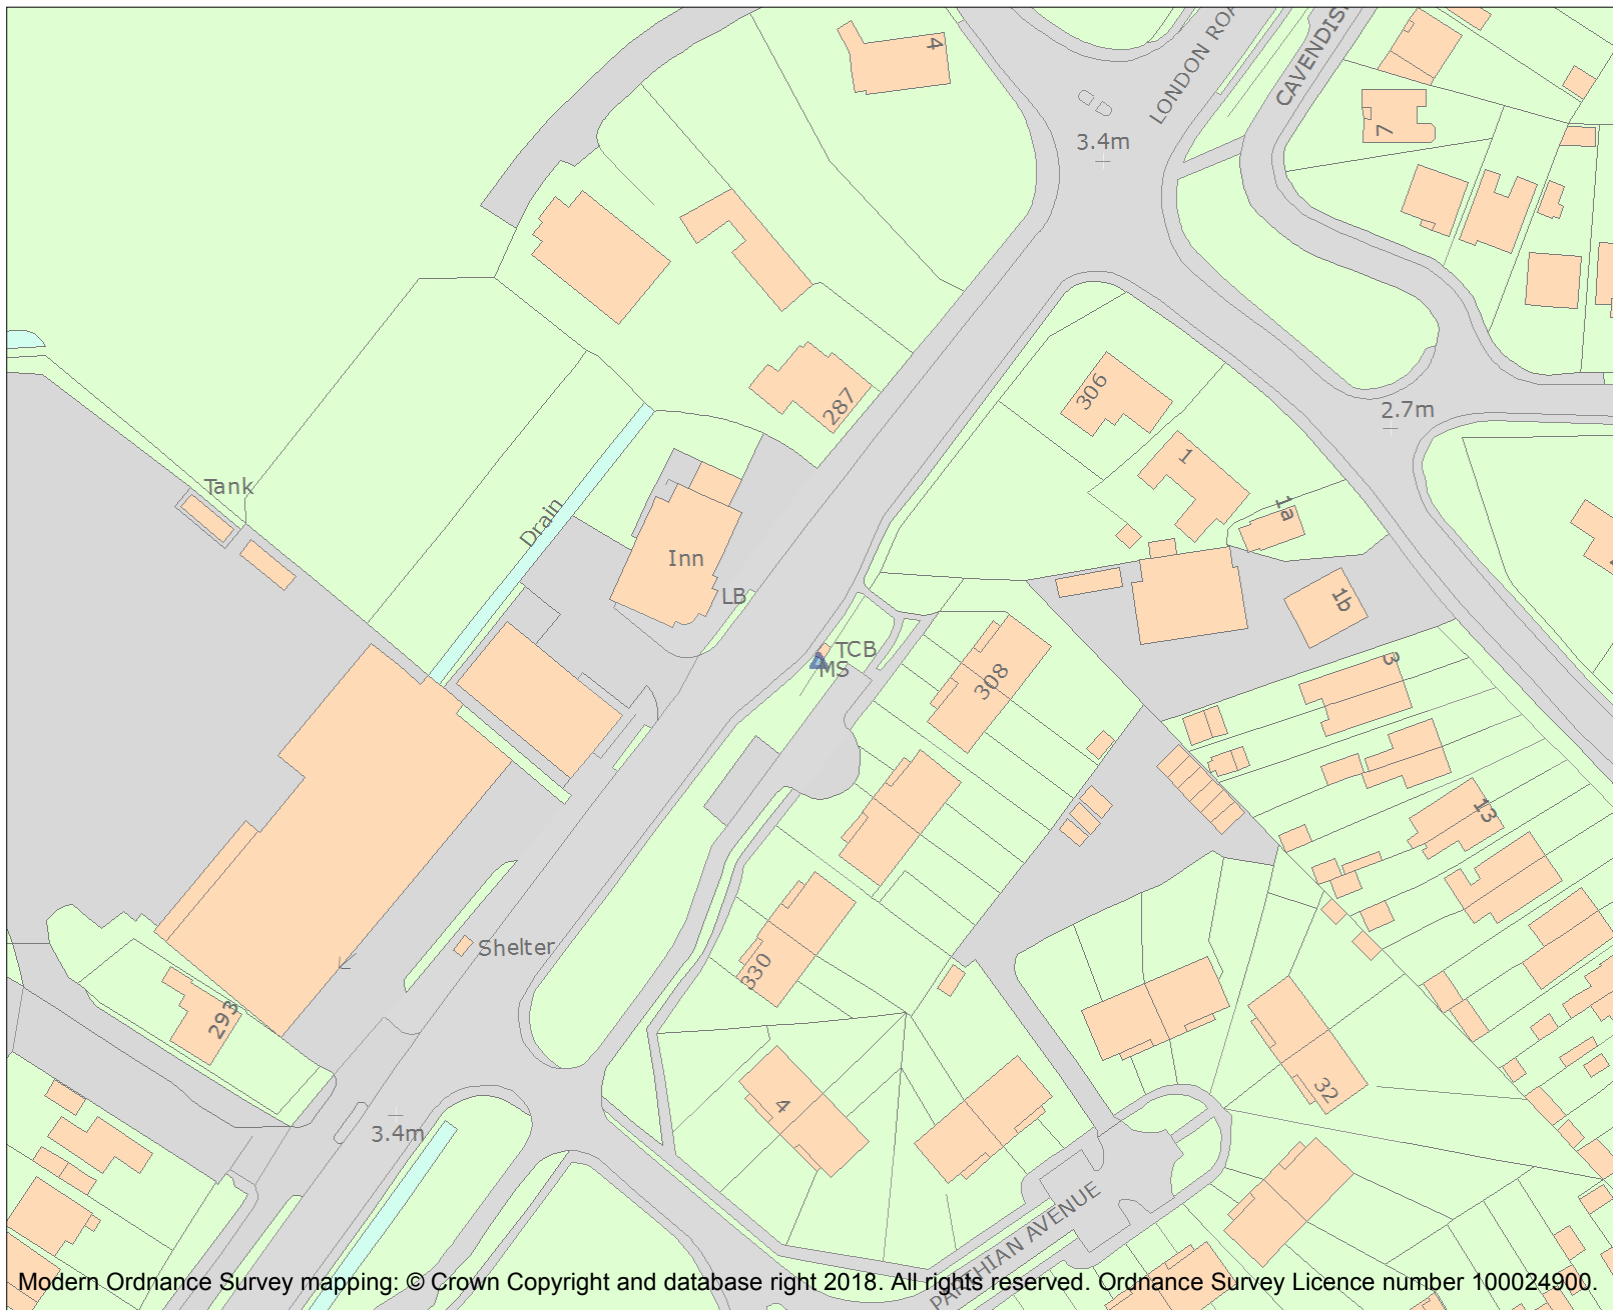 4
LONDON ROA
CAVENDIS
7
3.4m
306
2.7m
287
1
Tank
Drain
1a
Inn
LB
1b
TCB
MS
308
3
13
Shelter
330
293
4
32
3.4m
PARTHIAN AVENUE
Modern Ordnance Survey mapping: © Crown Copyright and database right 2018. All rights reserved. Ordnance Survey Licence number 100024900.